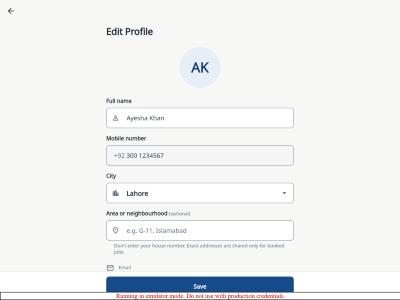 Edit Profile
AK
Full name
Ayesha Khan
Mobile number
+92 300 1234567
City
Lahore
Area or neighbourhood (optional)
e.g. G-11, Islamabad
Don't enter your house number. Exact addresses are shared only for booked
jobs.
Email
Save
Running in emulator mode. Do not use with production credentials.